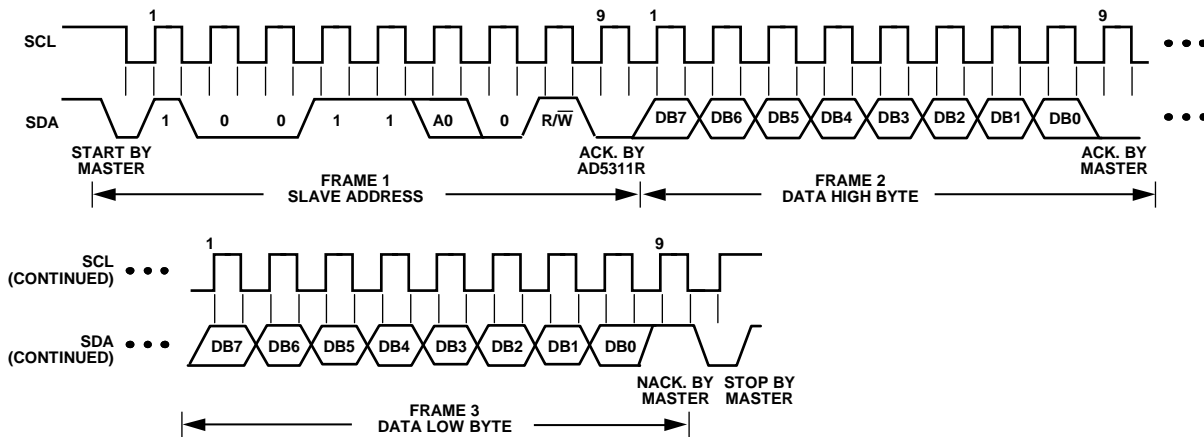 1 9 1 9
SCL
SDA
1 0 0 1 1 A0 0 R/W̅ DB7 DB6 DB5 DB4 DB3 DB2 DB1 DB0
START BY
MASTER
ACK. BY
AD5311R
ACK. BY
MASTER
FRAME 1
SLAVE ADDRESS
FRAME 2
DATA HIGH BYTE
1 9
SCL
(CONTINUED)
SDA
(CONTINUED)
DB7 DB6 DB5 DB4 DB3 DB2 DB1 DB0
NACK. BY
MASTER
STOP BY
MASTER
FRAME 3
DATA LOW BYTE